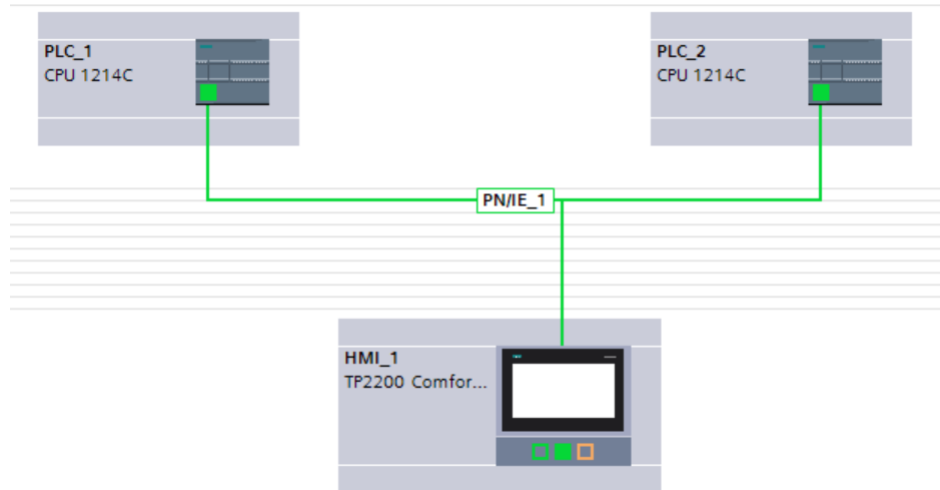 PLC_1
CPU 1214C
PLC_2
CPU 1214C
PN/IE_1
HMI_1
TP2200 Comfor...